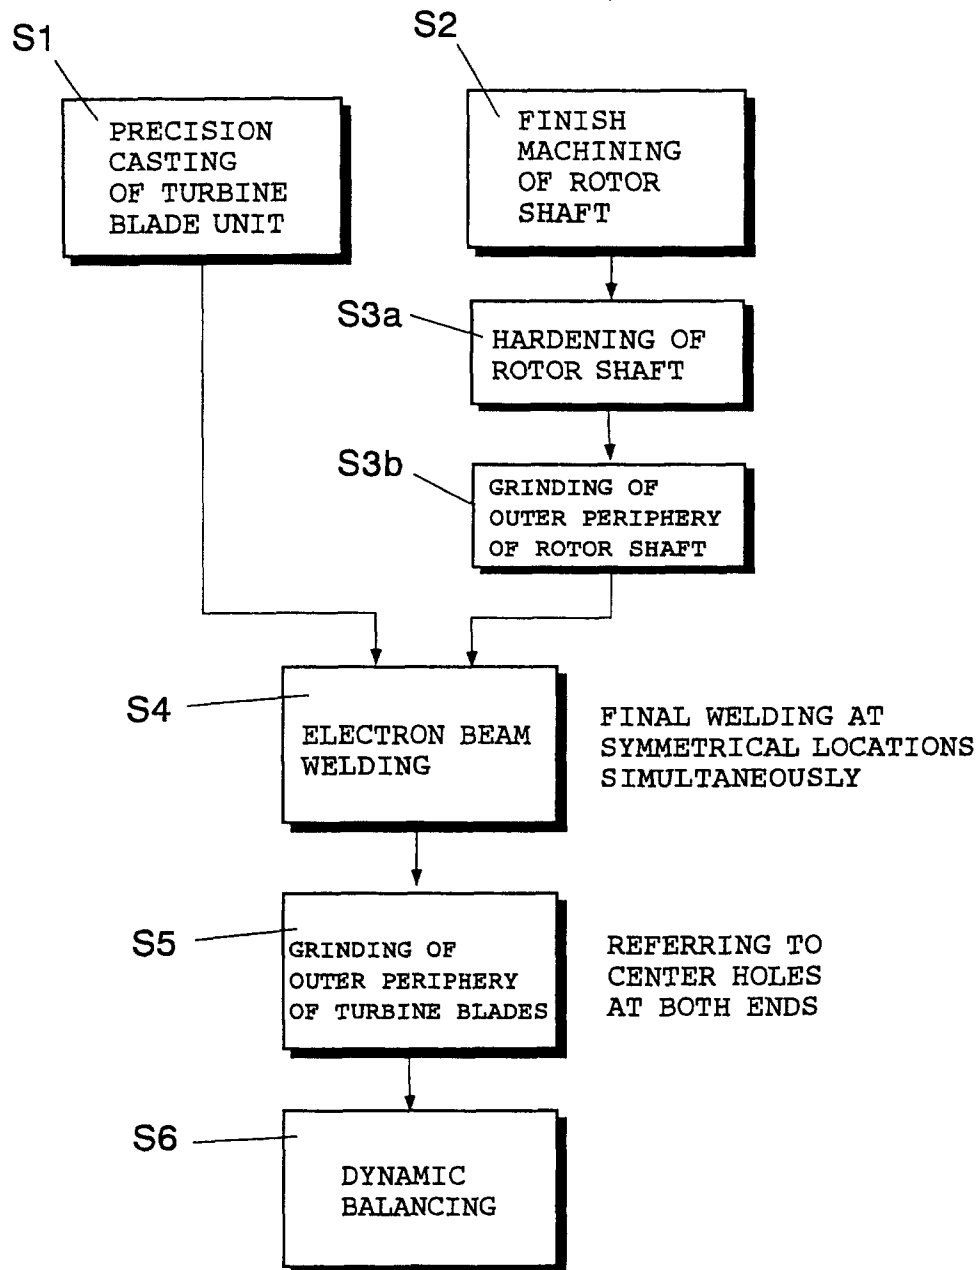 S1
PRECISION
CASTING
OF TURBINE
BLADE UNIT
S2
FINISH
MACHINING
OF ROTOR
SHAFT
S3a
HARDENING OF
ROTOR SHAFT
S3b
GRINDING OF
OUTER PERIPHERY
OF ROTOR SHAFT
S4
ELECTRON BEAM
WELDING
FINAL WELDING AT
SYMMETRICAL LOCATIONS
SIMULTANEOUSLY
S5
GRINDING OF
OUTER PERIPHERY
OF TURBINE BLADES
REFERRING TO
CENTER HOLES
AT BOTH ENDS
S6
DYNAMIC
BALANCING